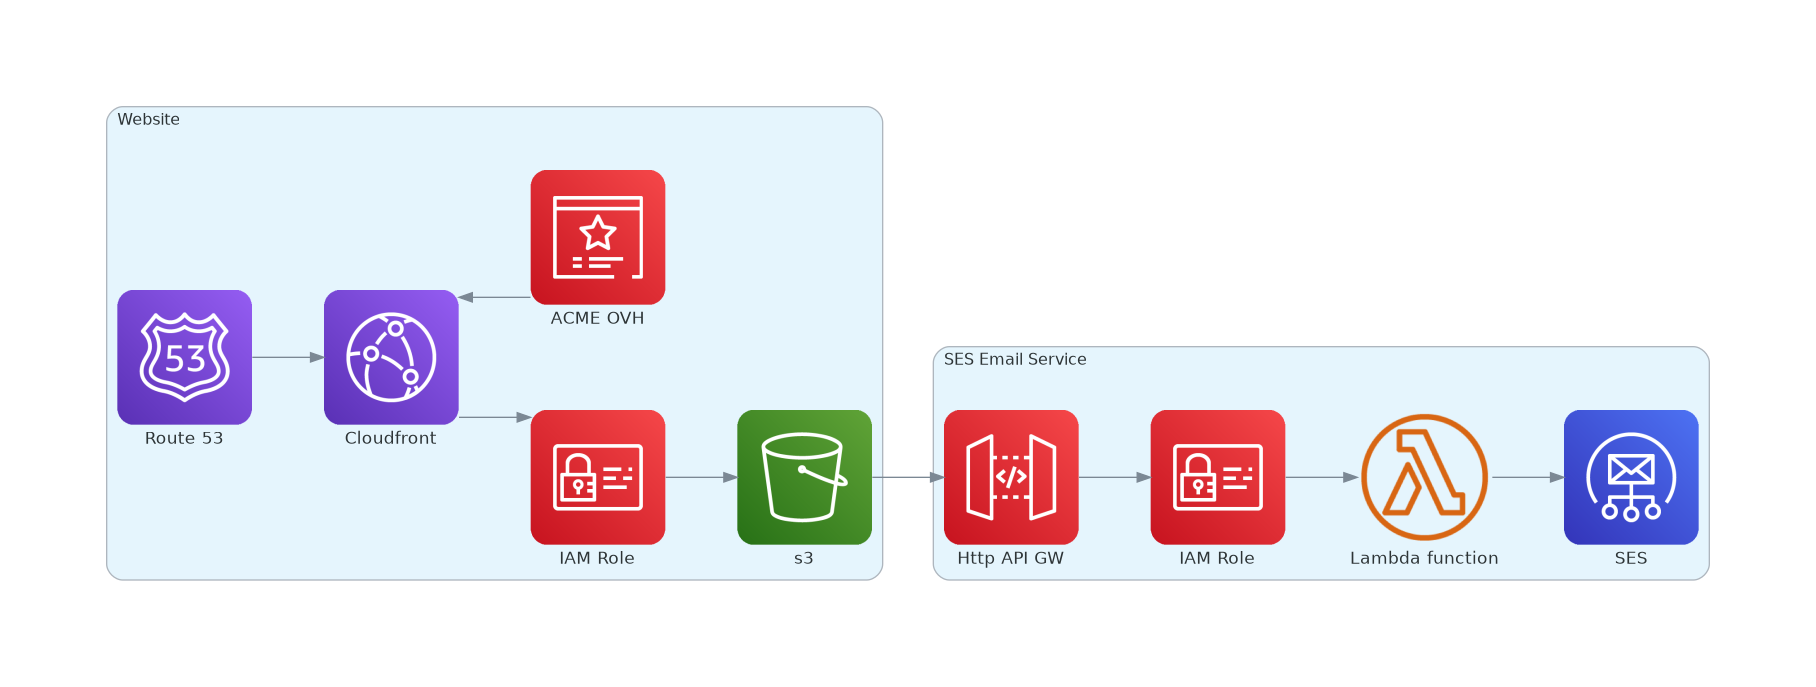 Website
ACME OVH
53
Route 53
Cloudfront
IAM Role
s3
SES Email Service
</>
Http API GW
IAM Role
Lambda function
SES